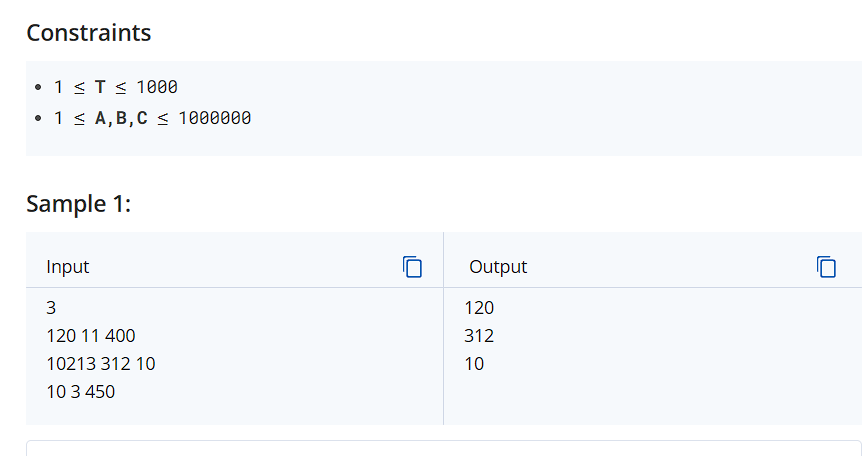 Constraints
• 1 ≤ T ≤ 1000
• 1 ≤ A,B,C ≤ 1000000
Sample 1:
Input
3
120 11 400
10213 312 10
10 3 450
Output
120
312
10